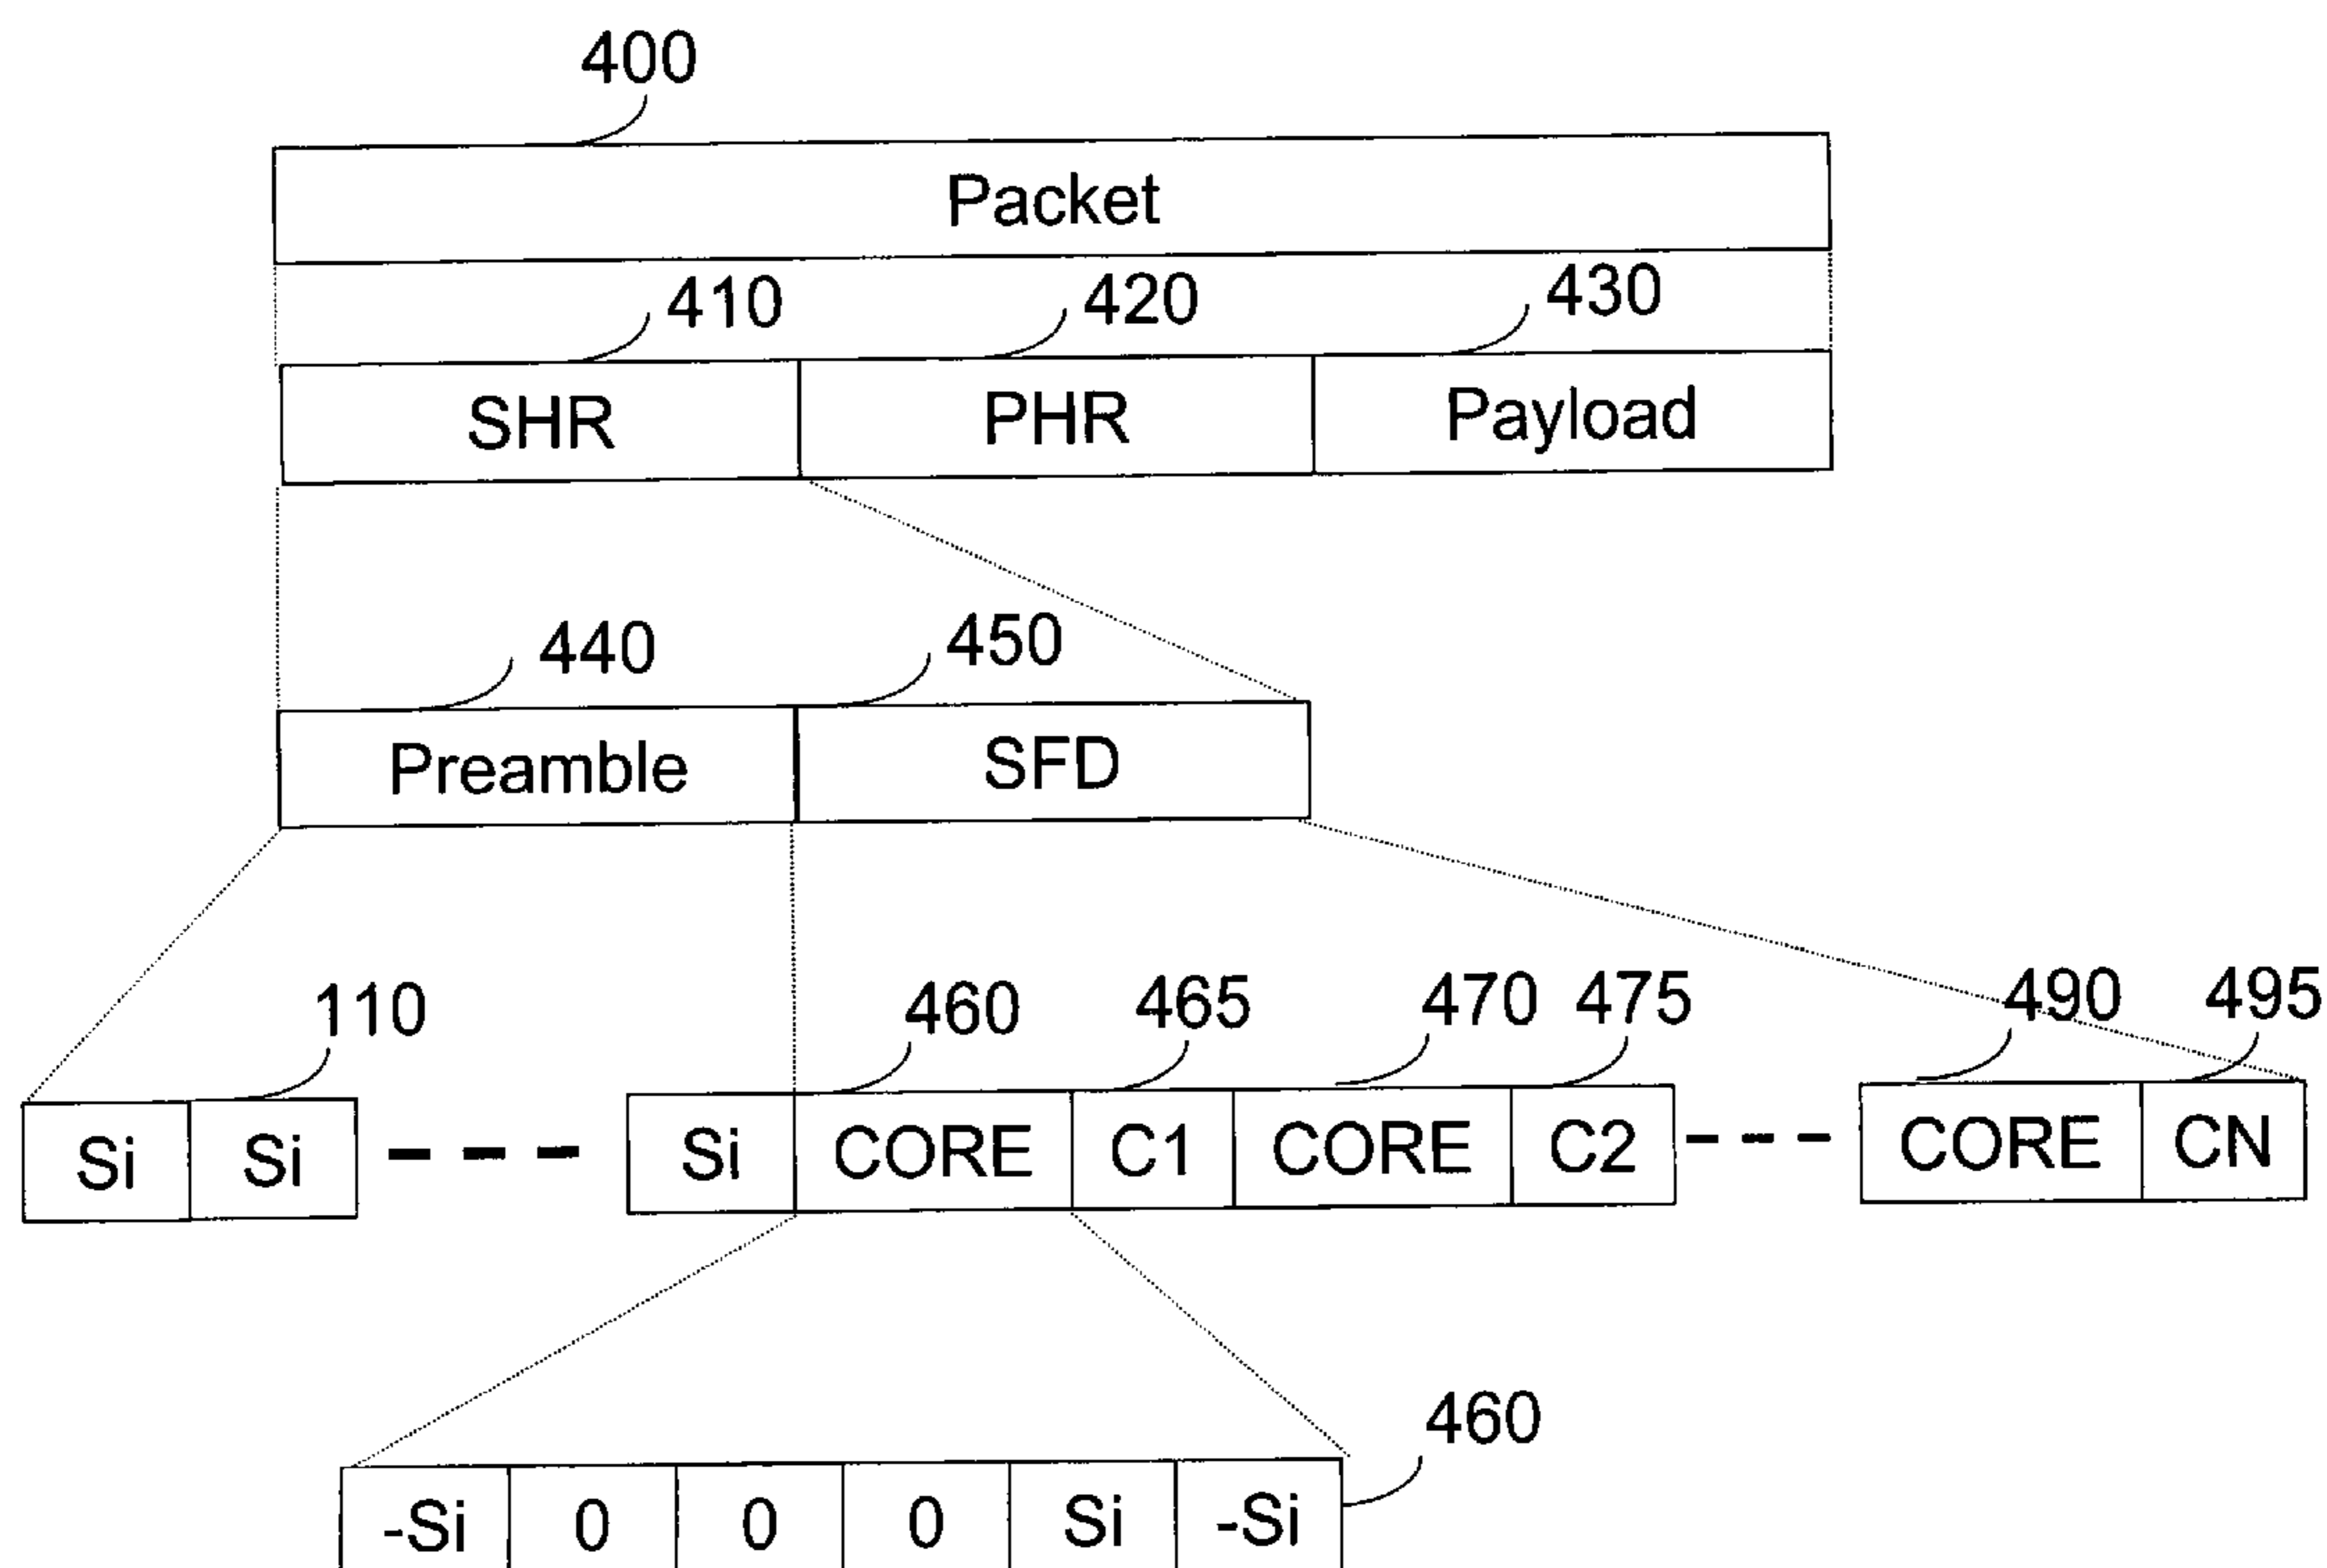 400
Packet
410 420 430
SHR PHR Payload
440 450
Preamble SFD
110 460 465 470 475 490 495
Si Si Si CORE C1 CORE C2 CORE CN
460
-Si 0 0 0 Si -Si